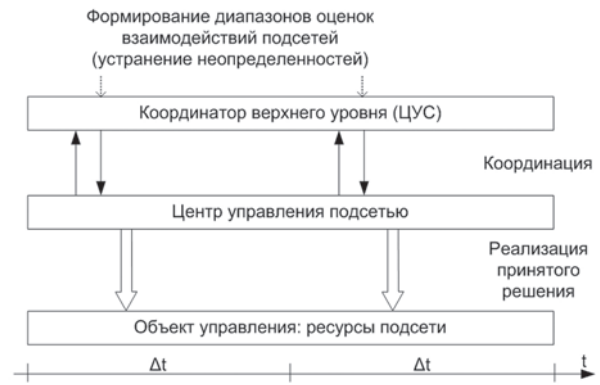 Формирование диапазонов оценок
взаимодействий подсетей
(устранение неопределенностей)
Координатор верхнего уровня (ЦУС)
Координация
Центр управления подсетью
Реализация
принятого
решения
Объект управления: ресурсы подсети
Δt
Δt
t